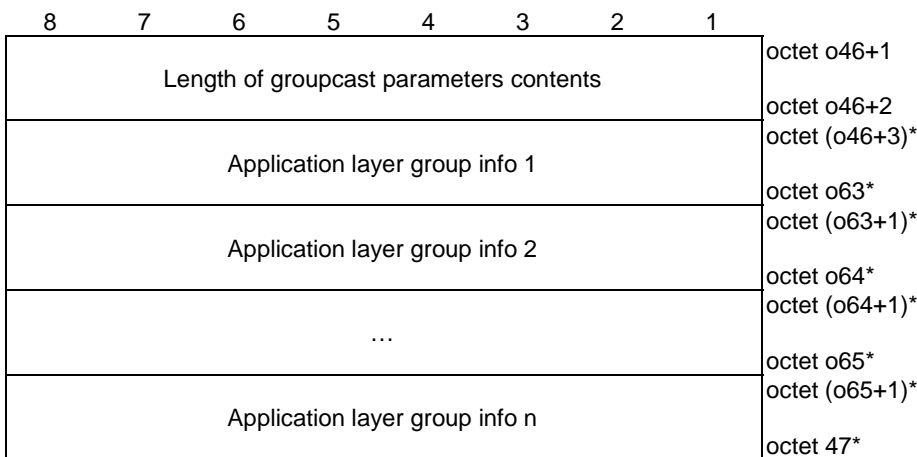 8 7 6 5 4 3 2 1
octet o46+1
Length of groupcast parameters contents
octet o46+2
octet (o46+3)*
Application layer group info 1
octet o63*
octet (o63+1)*
Application layer group info 2
octet o64*
octet (o64+1)*
…
octet o65*
octet (o65+1)*
Application layer group info n
octet 47*